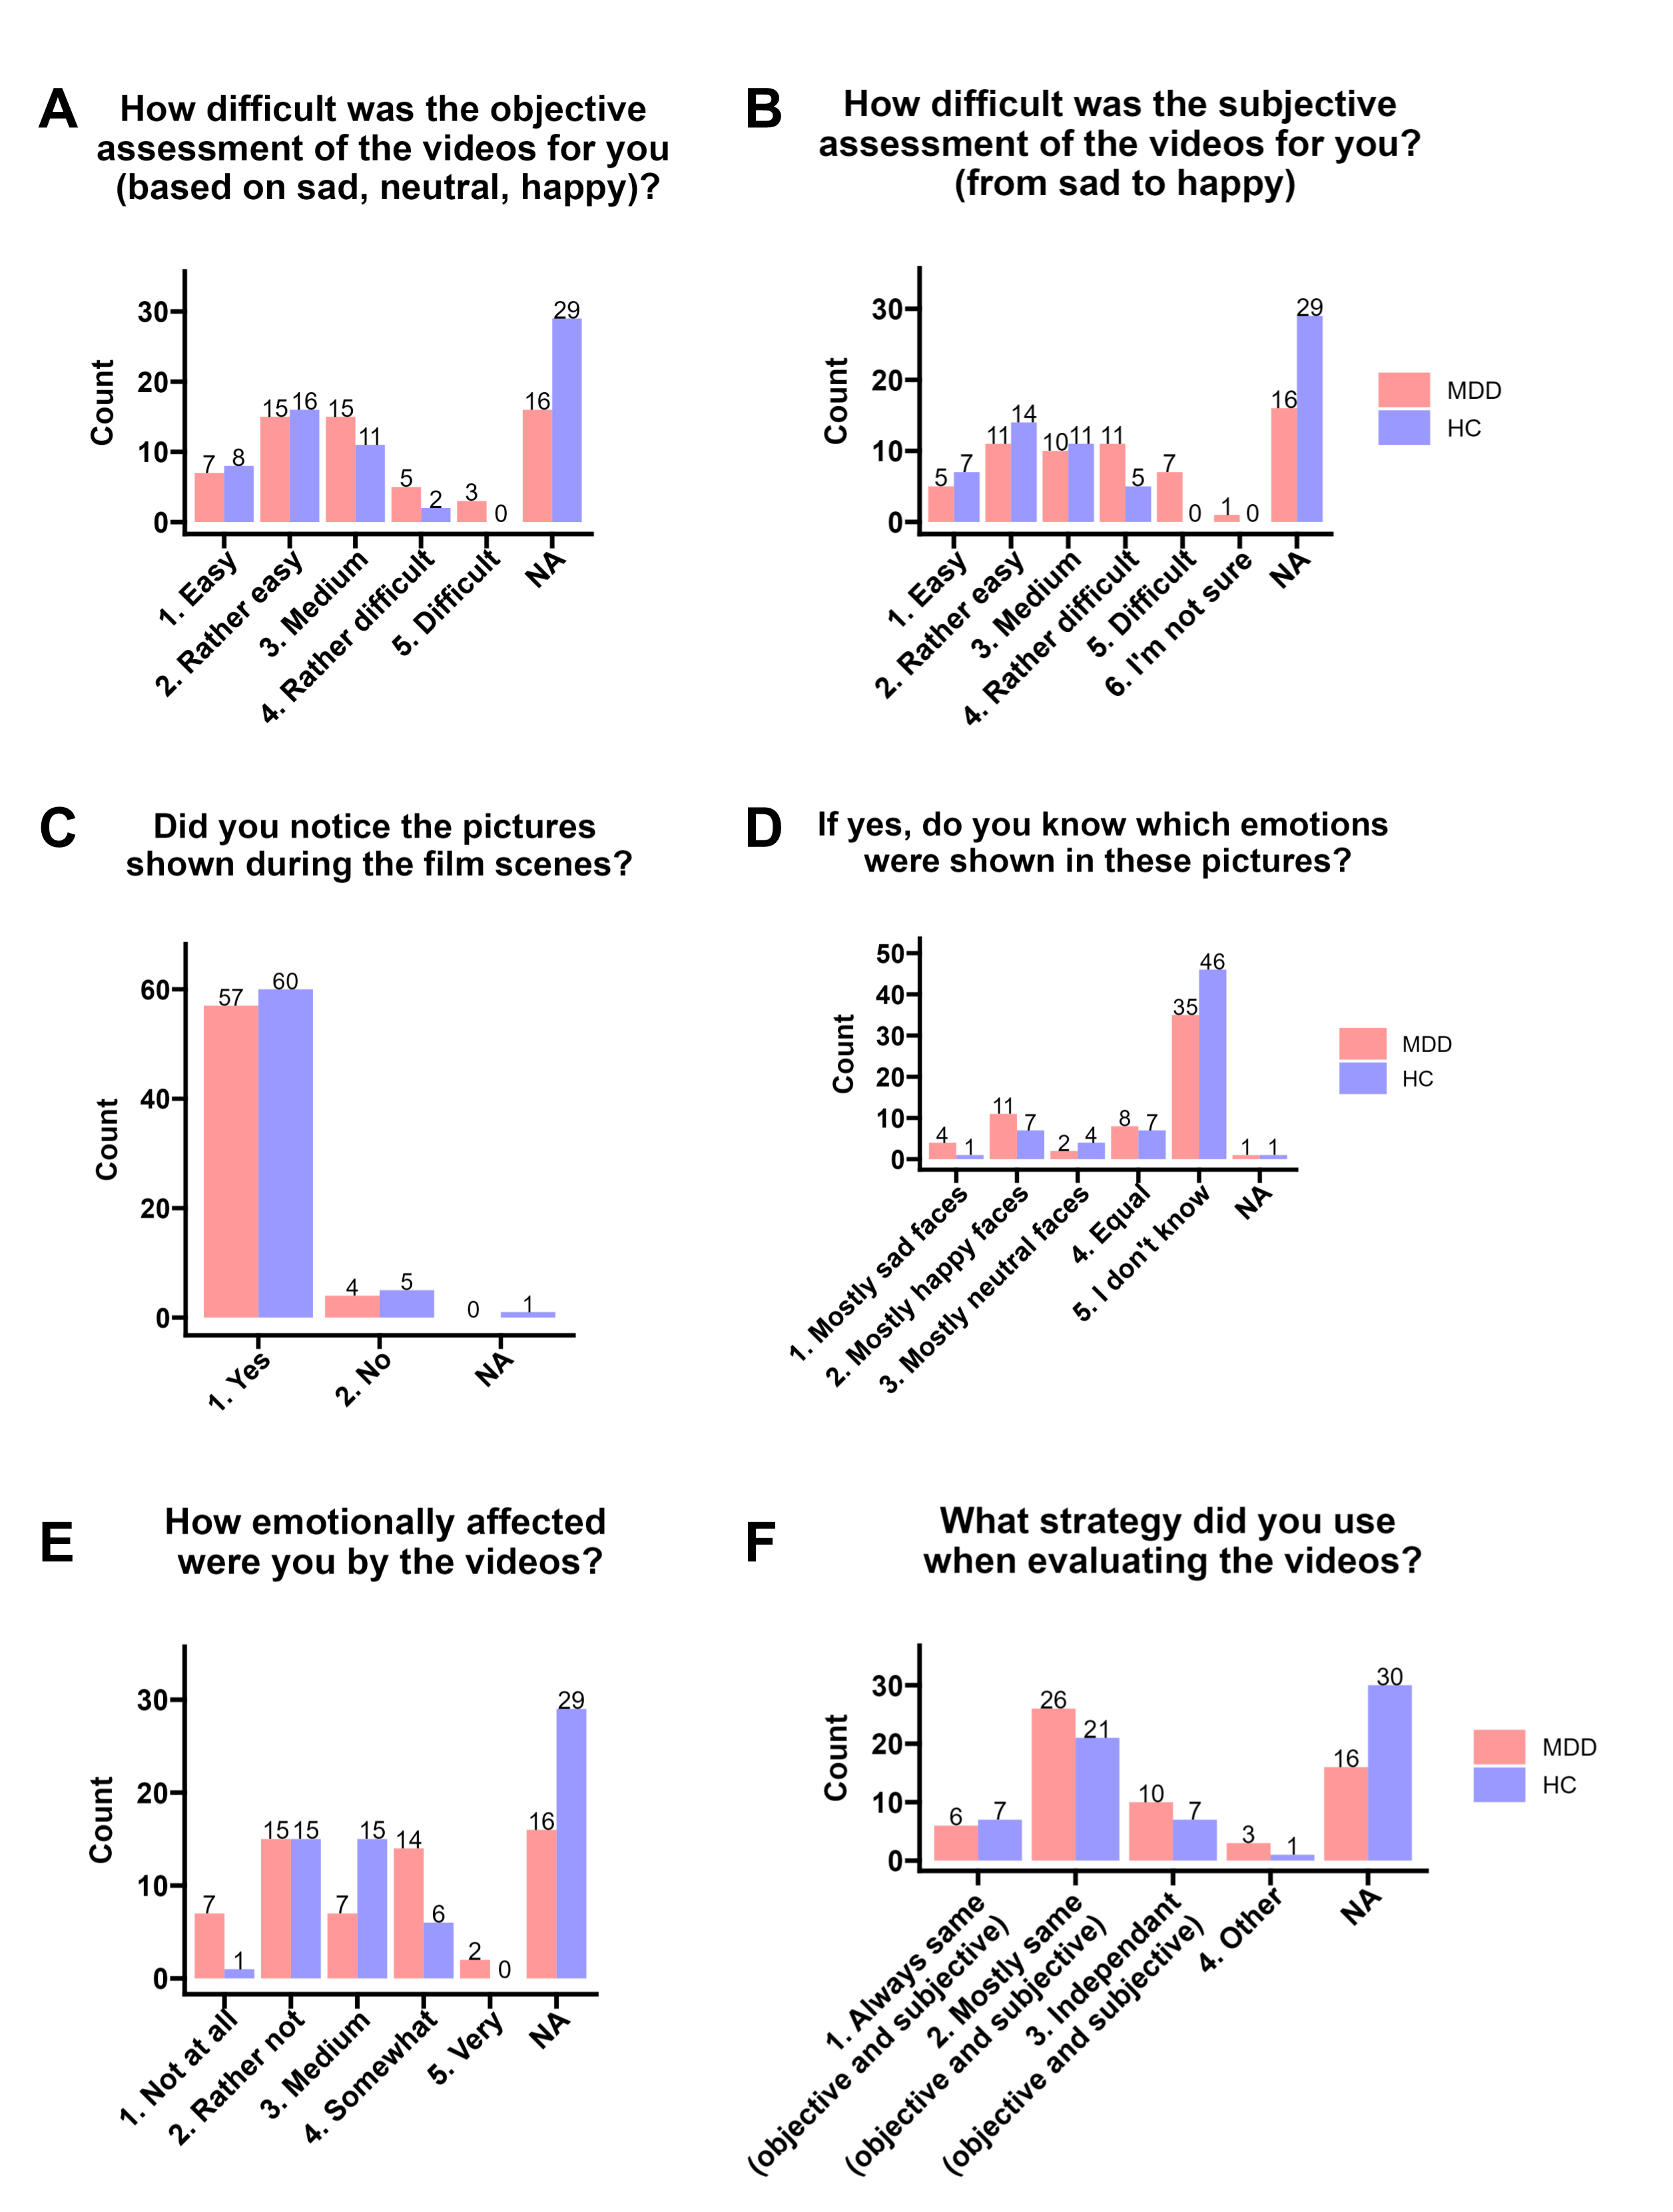 A
How difficult was the objective
assessment of the videos for you
(based on sad, neutral, happy)?
Count
30
20
10
0
7
8
15
16
15
11
5
2
3
0
16
29
1. Easy
2. Rather easy
3. Medium
4. Rather difficult
5. Difficult
NA
B
How difficult was the subjective
assessment of the videos for you?
(from sad to happy)
Count
30
20
10
0
5
7
11
14
10
11
11
5
7
0
1
0
16
29
1. Easy
2. Rather easy
3. Medium
4. Rather difficult
5. Difficult
6. I'm not sure
NA
MDD
HC
C
Did you notice the pictures
shown during the film scenes?
Count
60
40
20
0
57
60
4
5
0
1
1. Yes
2. No
NA
D
If yes, do you know which emotions
were shown in these pictures?
Count
50
40
30
20
10
0
4
1
11
7
2
4
8
7
35
46
1
1
1. Mostly sad faces
2. Mostly happy faces
3. Mostly neutral faces
4. Equal
5. I don't know
NA
MDD
HC
E
How emotionally affected
were you by the videos?
Count
30
20
10
0
7
1
15
15
7
15
14
6
2
0
16
29
1. Not at all
2. Rather not
3. Medium
4. Somewhat
5. Very
NA
F
What strategy did you use
when evaluating the videos?
Count
30
20
10
0
6
7
26
21
10
7
3
1
16
30
1. Always same
(objective and subjective)
2. Mostly same
(objective and subjective)
3. Independant
(objective and subjective)
4. Other
NA
MDD
HC